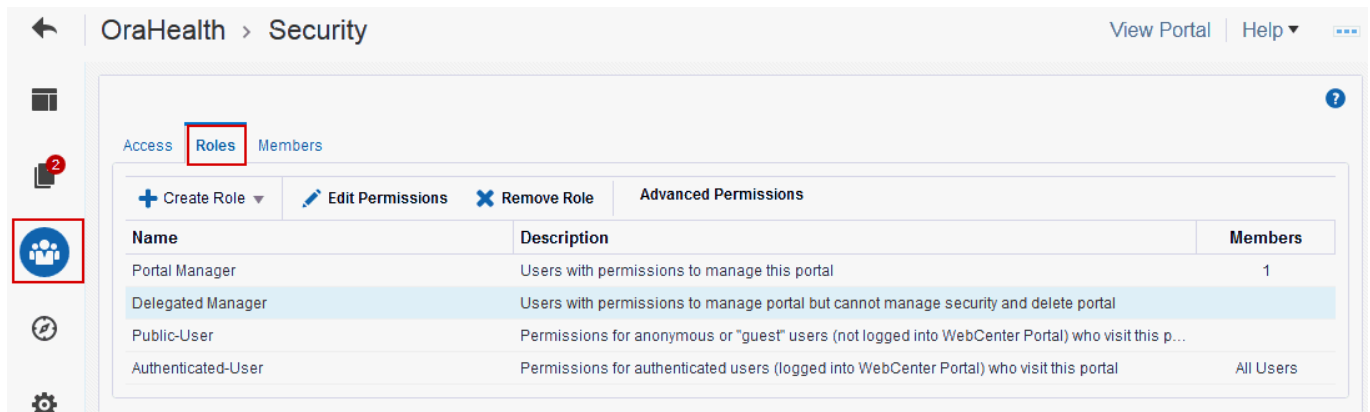 OraHealth > Security
View Portal
Help
2
Access
Roles
Members
Create Role
Edit Permissions
Remove Role
Advanced Permissions
Name
Description
Members
Portal Manager
Users with permissions to manage this portal
1
Delegated Manager
Users with permissions to manage portal but cannot manage security and delete portal
Public-User
Permissions for anonymous or "guest" users (not logged into WebCenter Portal) who visit this p...
Authenticated-User
Permissions for authenticated users (logged into WebCenter Portal) who visit this portal
All Users